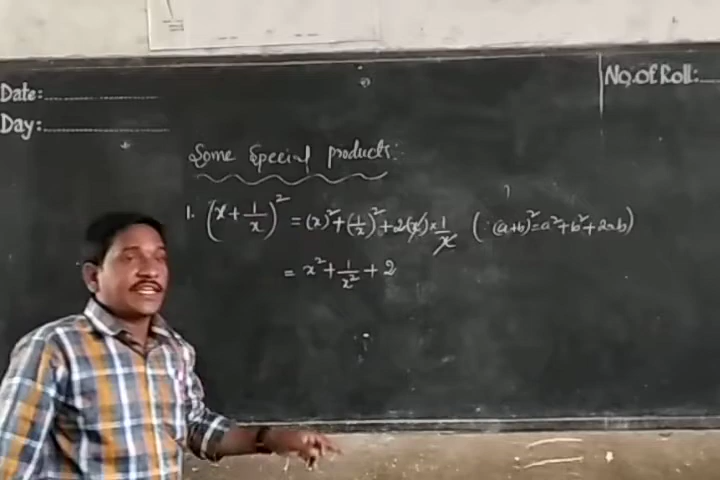 Date:....................
No. of Roll:....
Day:......................
Some Special products:
1. (x + 1/x)² = (x)² + (1/x)² + 2(x) × 1/x (∵ (a+b)² = a² + b² + 2ab)
= x² + 1/x² + 2